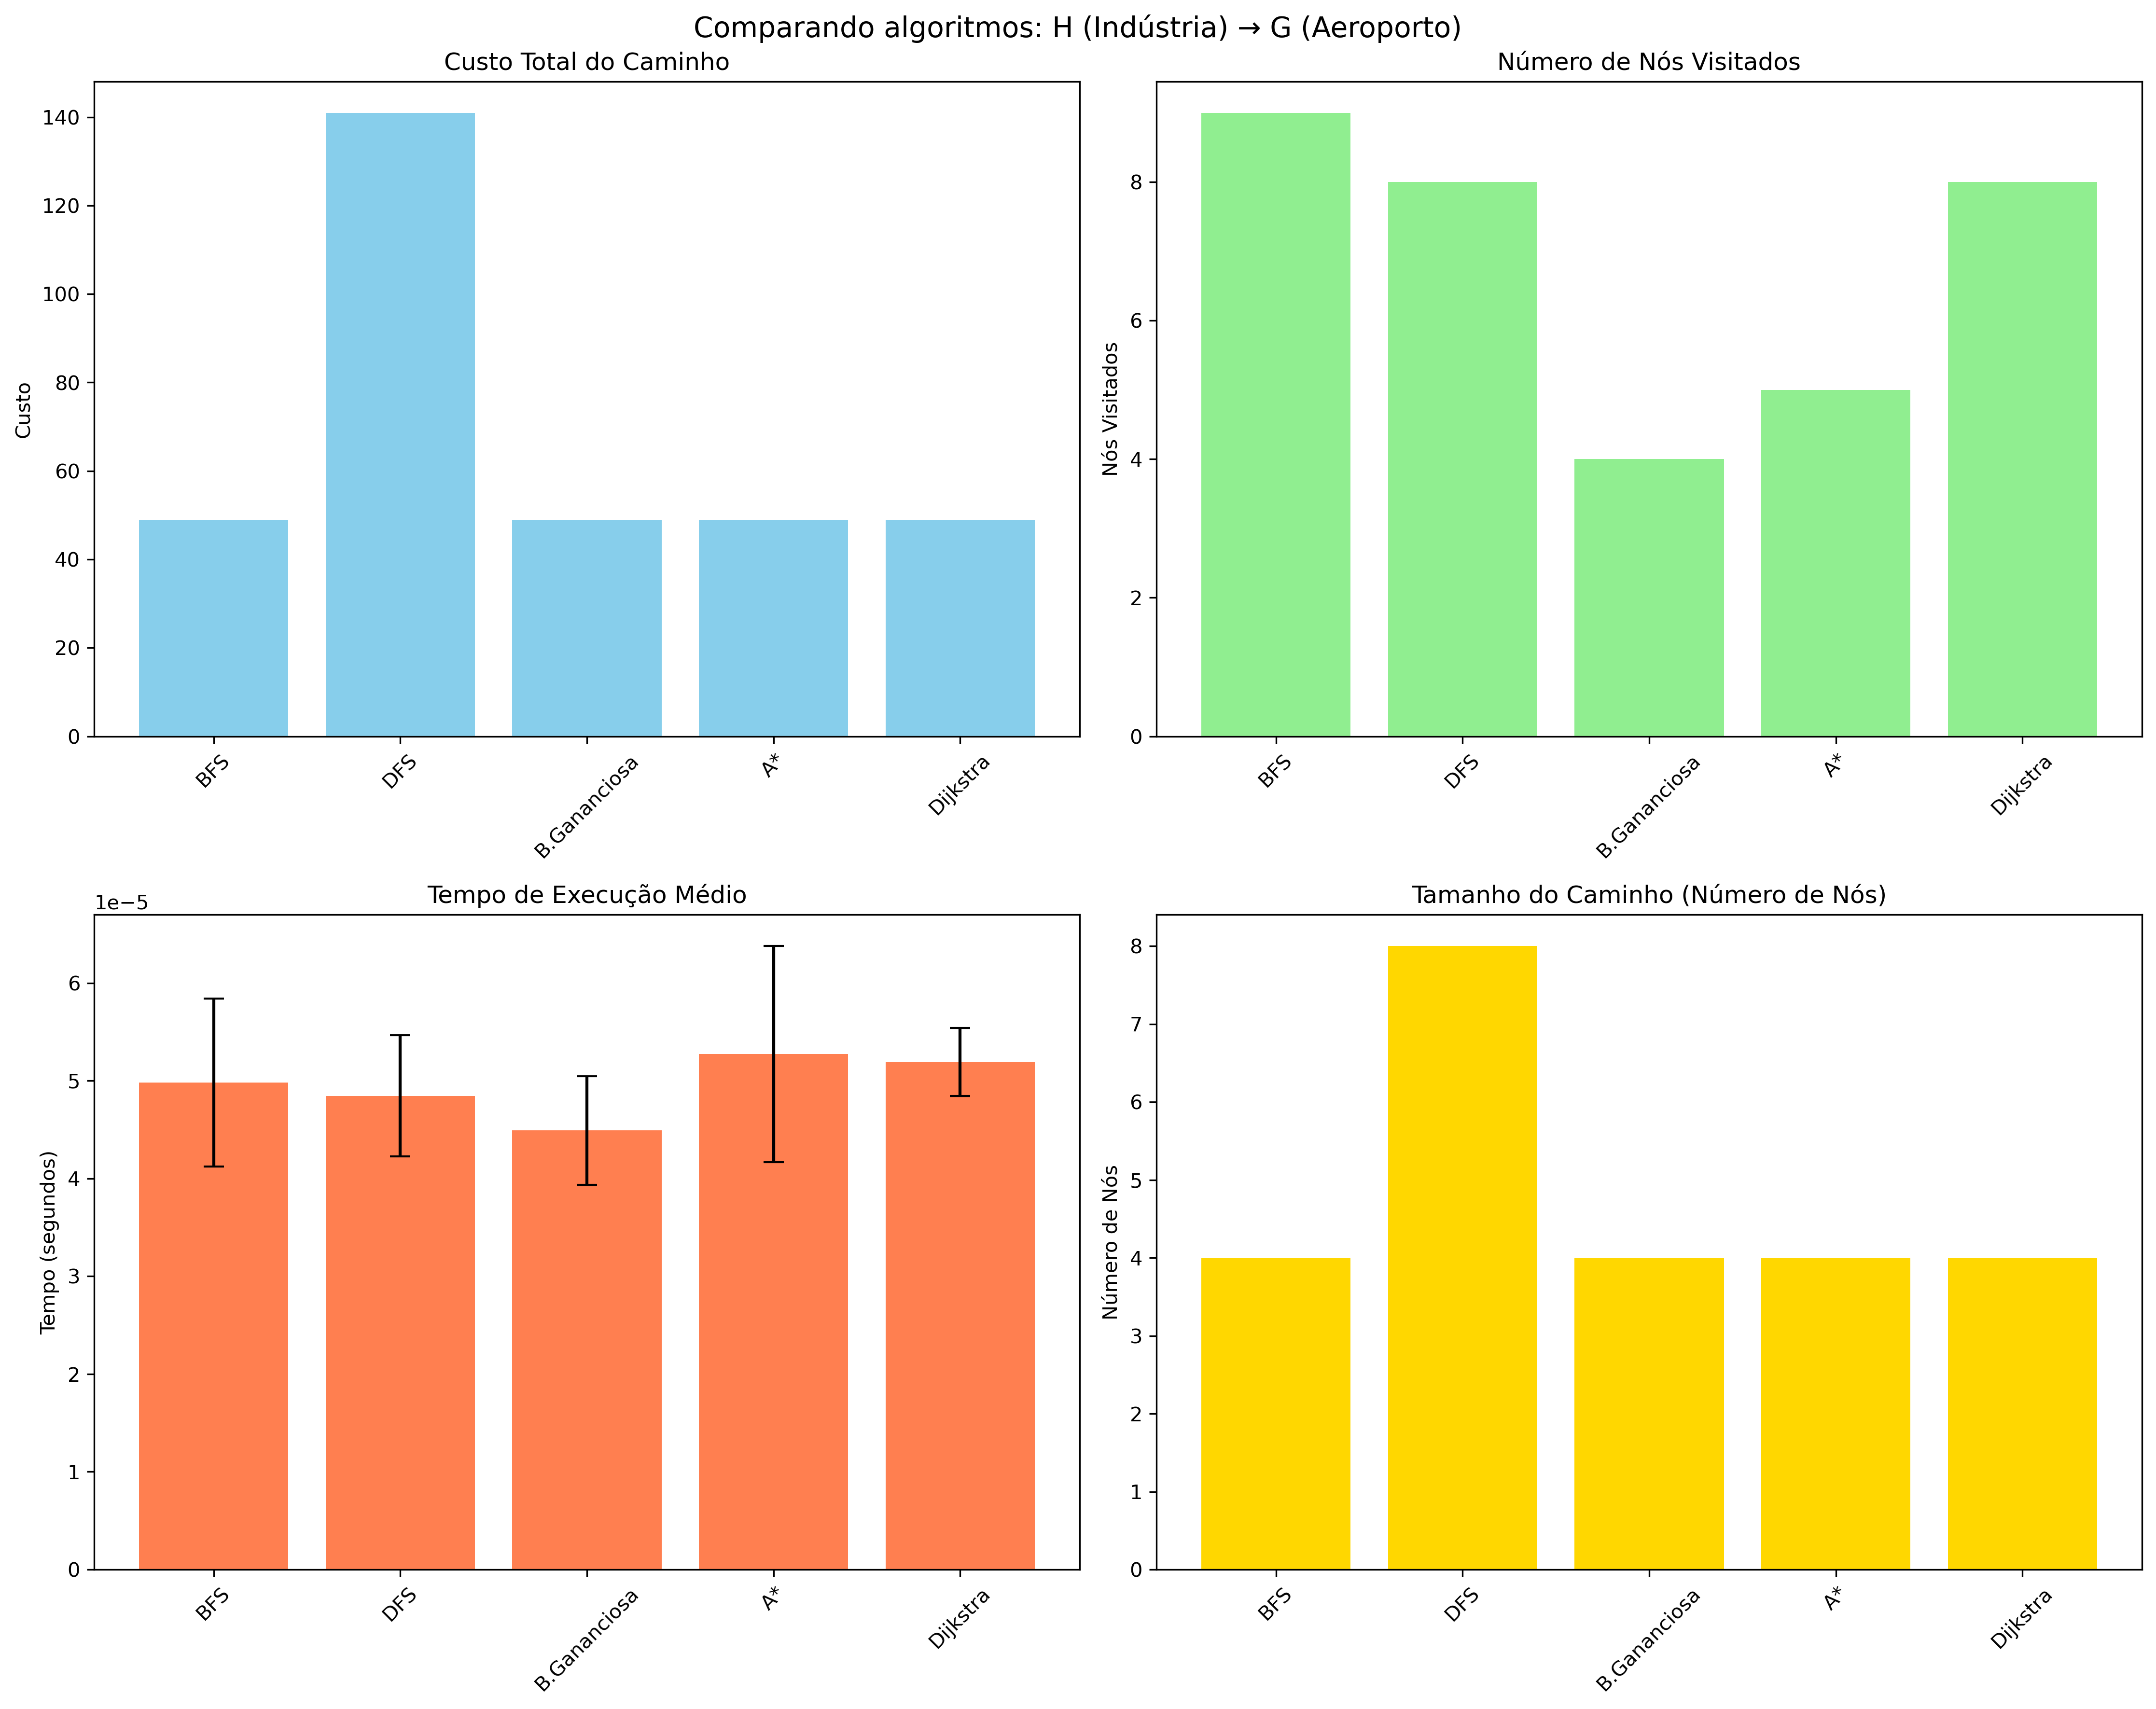 Comparando algoritmos: H (Indústria) → G (Aeroporto)
Custo Total do Caminho
Custo
140
120
100
80
60
40
20
0
BFS
DFS
B.Gananciosa
A*
Dijkstra
Número de Nós Visitados
Nós Visitados
8
6
4
2
0
BFS
DFS
B.Gananciosa
A*
Dijkstra
Tempo de Execução Médio
1e−5
Tempo (segundos)
6
5
4
3
2
1
0
BFS
DFS
B.Gananciosa
A*
Dijkstra
Tamanho do Caminho (Número de Nós)
Número de Nós
8
7
6
5
4
3
2
1
0
BFS
DFS
B.Gananciosa
A*
Dijkstra